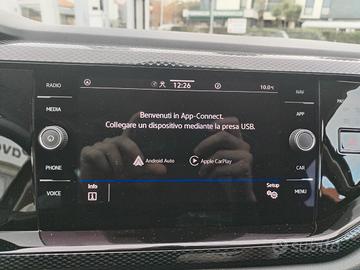 RADIO
MEDIA
PHONE
VOICE
12:26
10.0°C
Benvenuti in App-Connect.
Collegare un dispositivo mediante la presa USB.
Android Auto
Apple CarPlay
Info
Setup
NAV
APP
CAR
MENU
subito